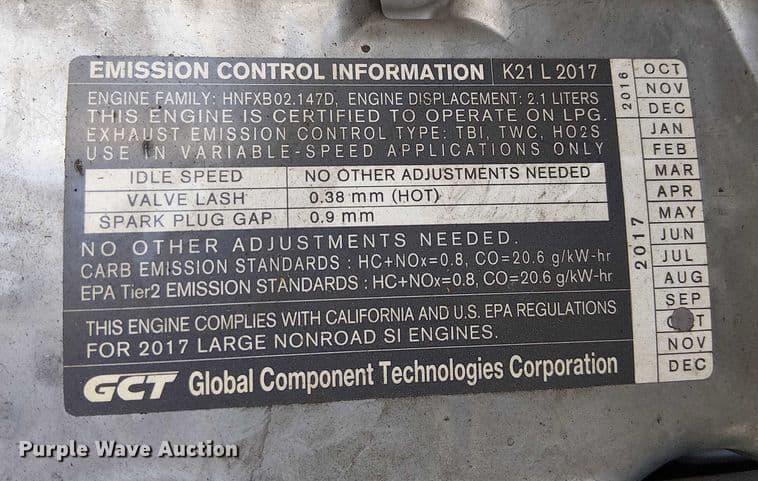 EMISSION CONTROL INFORMATION K21 L 2017
ENGINE FAMILY: HNFXB02.147D, ENGINE DISPLACEMENT: 2.1 LITERS
THIS ENGINE IS CERTIFIED TO OPERATE ON LPG.
EXHAUST EMISSION CONTROL TYPE: TBI, TWC, HO2S
USE IN VARIABLE-SPEED APPLICATIONS ONLY
IDLE SPEED NO OTHER ADJUSTMENTS NEEDED
VALVE LASH 0.38 mm (HOT)
SPARK PLUG GAP 0.9 mm
NO OTHER ADJUSTMENTS NEEDED.
CARB EMISSION STANDARDS : HC+NOx=0.8, CO=20.6 g/kW-hr
EPA Tier2 EMISSION STANDARDS : HC+NOx=0.8, CO=20.6 g/kW-hr
THIS ENGINE COMPLIES WITH CALIFORNIA AND U.S. EPA REGULATIONS
FOR 2017 LARGE NONROAD SI ENGINES.
GCT Global Component Technologies Corporation
2016
OCT
NOV
DEC
2017
JAN
FEB
MAR
APR
MAY
JUN
JUL
AUG
SEP
OCT
NOV
DEC
Purple Wave Auction